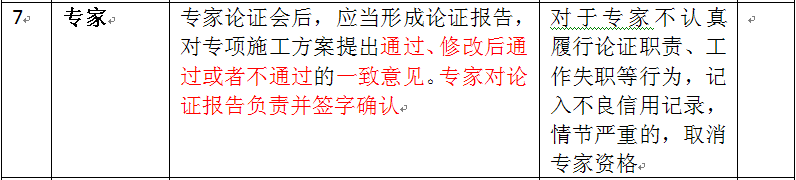 7
专家
专家论证会后，应当形成论证报告，
对专项施工方案提出通过、修改后通
过或者不通过的一致意见。专家对论
证报告负责并签字确认
对于专家不认真
履行论证职责、工
作失职等行为，记
入不良信用记录，
情节严重的，取消
专家资格